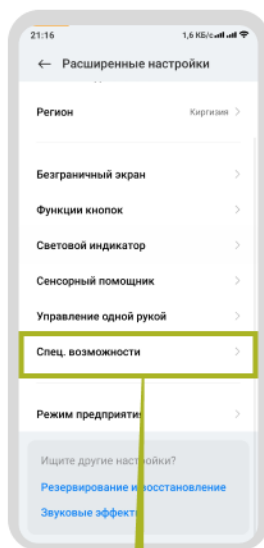 21:16 1,6 КБ/с
← Расширенные настройки
Регион Киргизия >
Безграничный экран >
Функции кнопок >
Световой индикатор >
Сенсорный помощник >
Управление одной рукой >
Спец. возможности >
Режим предприятия >
Ищите другие настройки?
Резервирование и восстановление
Звуковые эффекты